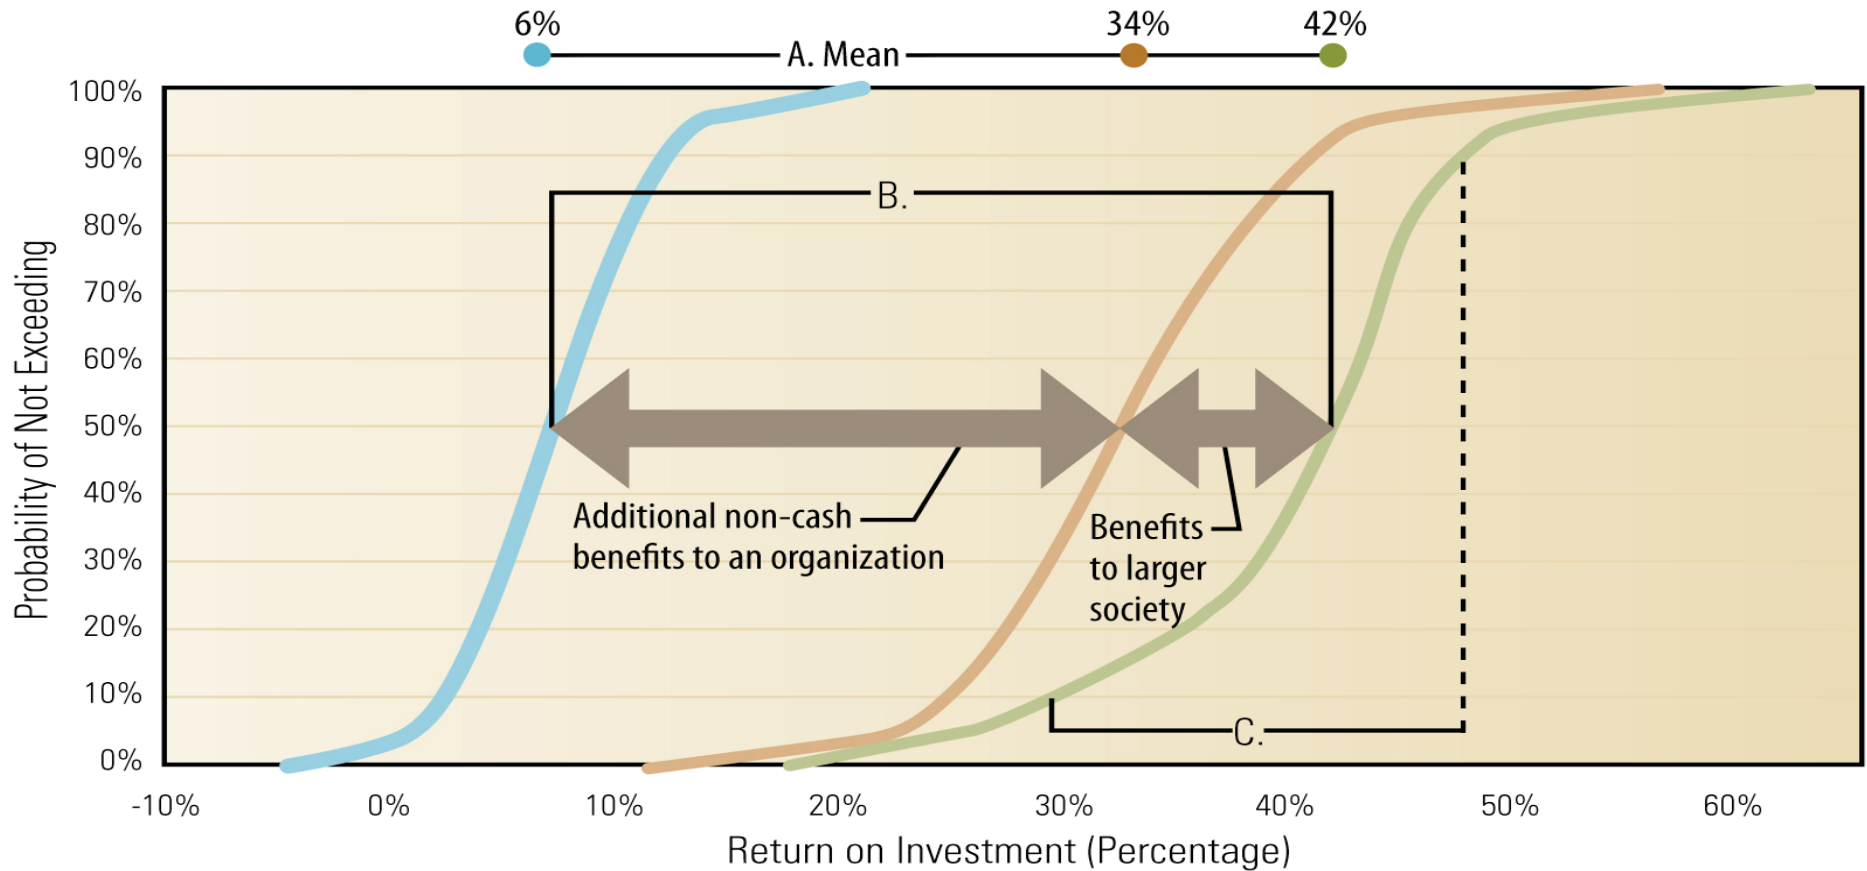 6% 34% 42%
A. Mean
100%
90%
80%
70%
60%
50%
40%
30%
20%
10%
0%
Probability of Not Exceeding
B.
Additional non-cash
benefits to an organization
Benefits
to larger
society
C.
-10% 0% 10% 20% 30% 40% 50% 60%
Return on Investment (Percentage)